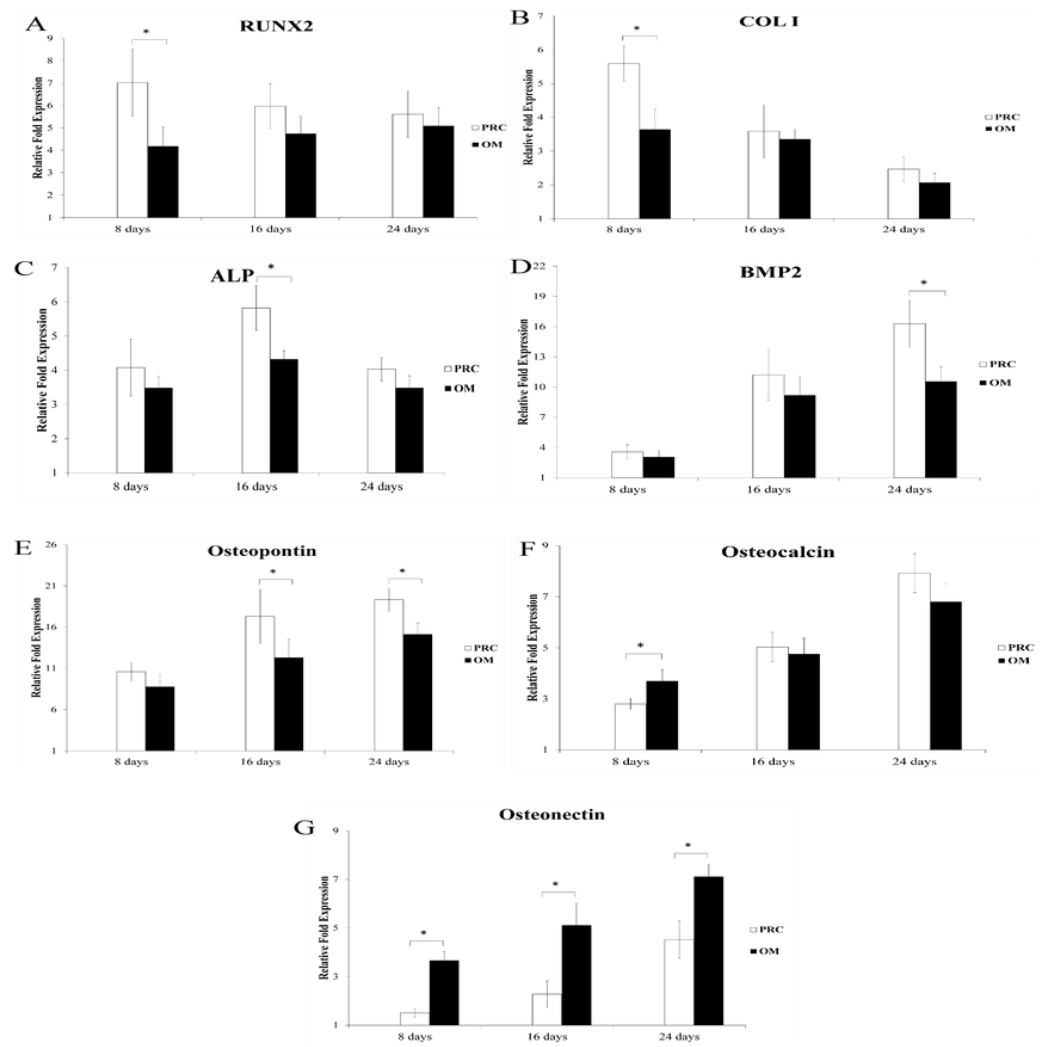 A
RUNX2
*
Relative Fold Expression
9
8
7
6
5
4
3
2
1
8 days
16 days
24 days
PRC
OM
B
COL I
*
Relative Fold Expression
7
6
5
4
3
2
1
8 days
16 days
24 days
PRC
OM
C
ALP
*
Relative Fold Expression
7
6
5
4
3
2
1
8 days
16 days
24 days
PRC
OM
D
BMP2
*
Relative Fold Expression
22
19
16
13
10
7
4
1
8 days
16 days
24 days
PRC
OM
E
Osteopontin
*
*
Relative Fold Expression
26
21
16
11
6
1
8 days
16 days
24 days
PRC
OM
F
Osteocalcin
*
Relative Fold Expression
9
7
5
3
1
8 days
16 days
24 days
PRC
OM
G
Osteonectin
*
*
*
Relative Fold Expression
9
7
5
3
1
8 days
16 days
24 days
PRC
OM